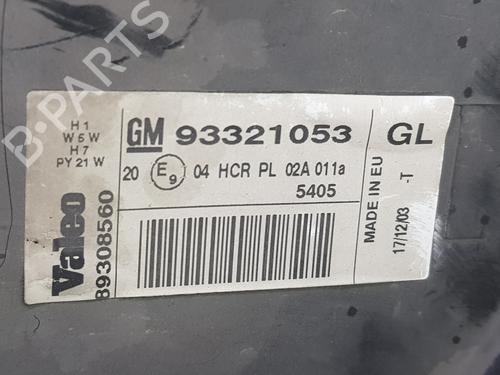 B-PARTS
H1
W5W
H7
PY21W
GM 93321053 GL
20 E9 04 HCR PL 02A 011a
5405
Valeo
89308560
MADE IN EU
17/12/03 -T